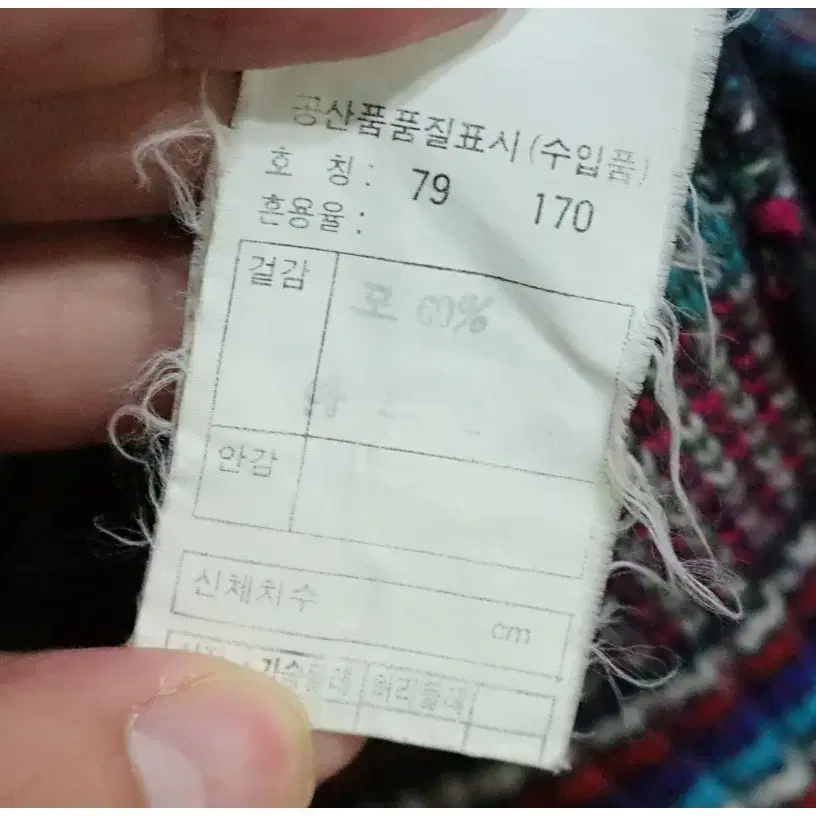 공산품품질표시 (수입품)
호 칭 : 79 170
혼용율 :
겉감 모 60%
안감
신체치수 cm
가슴둘레 허리둘레